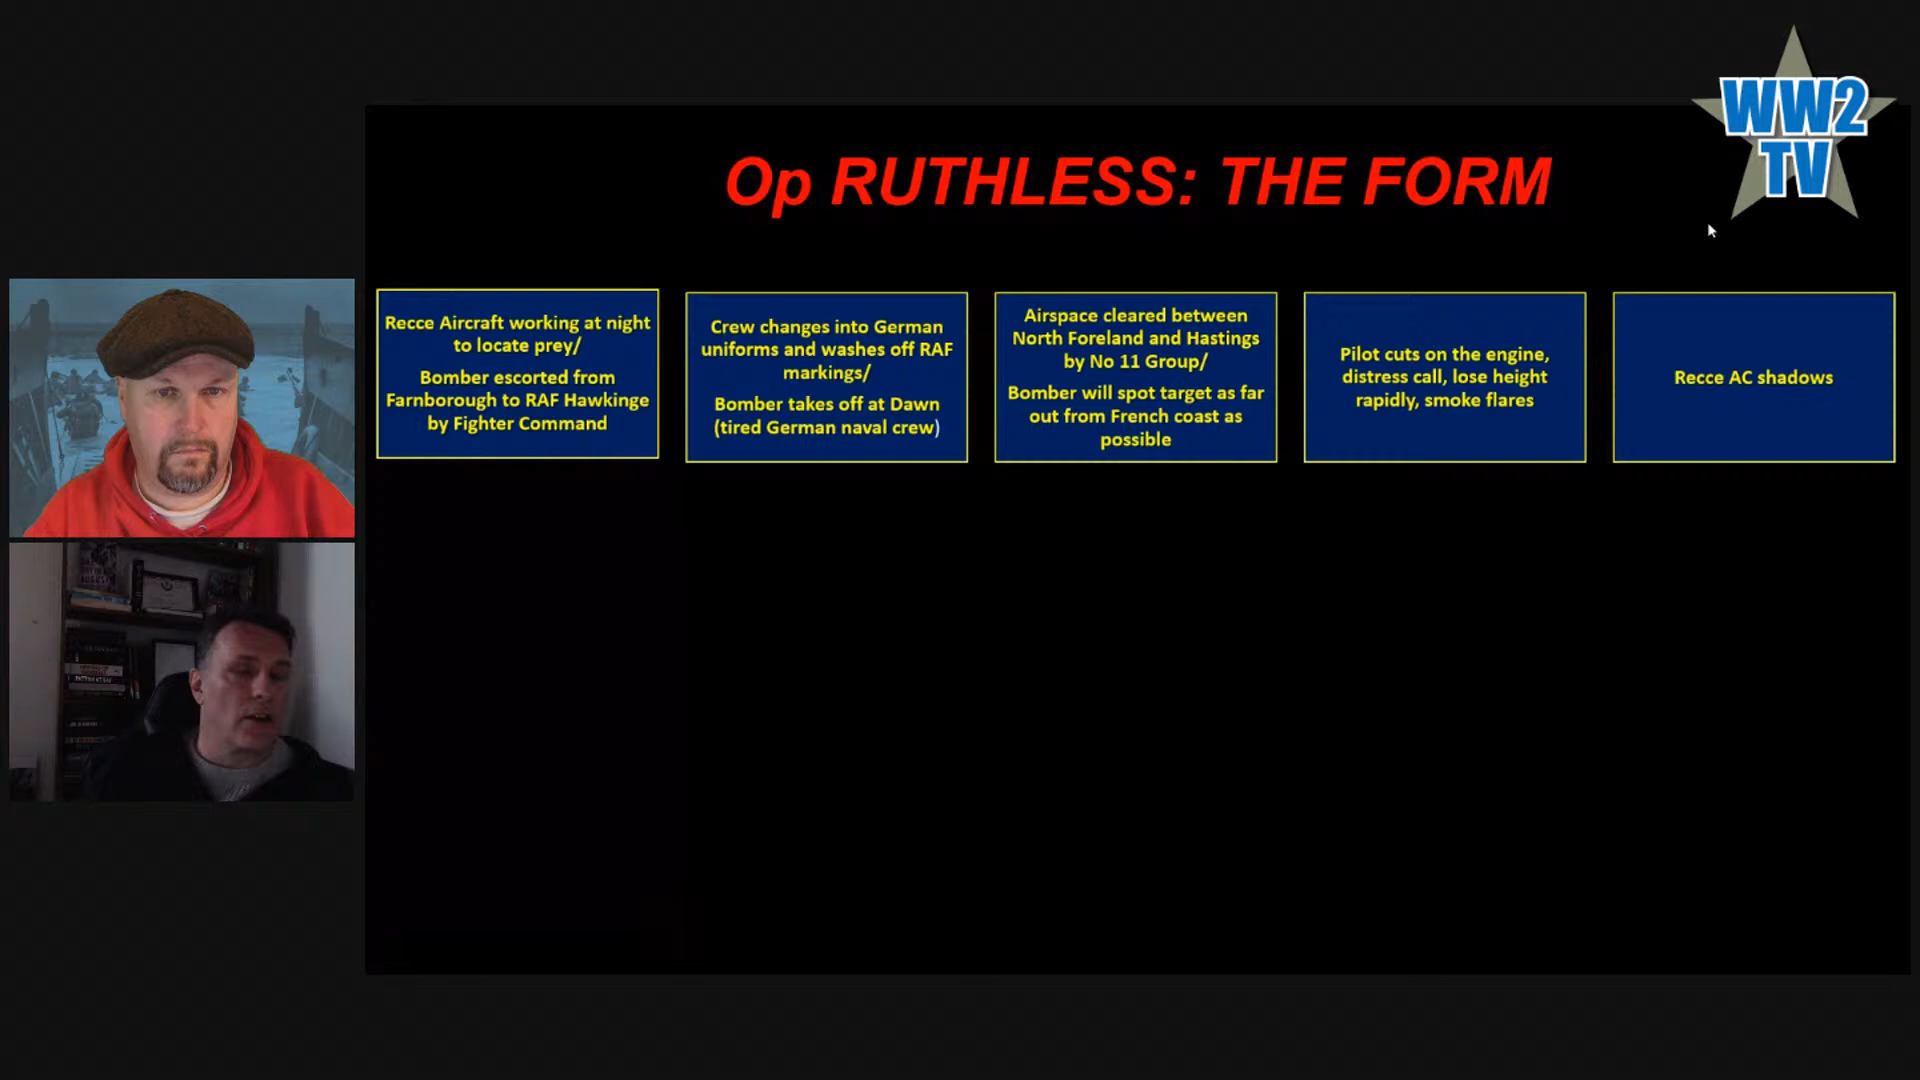 WW2
TV
Op RUTHLESS: THE FORM
Recce Aircraft working at night
to locate prey/
Bomber escorted from
Farnborough to RAF Hawkinge
by Fighter Command
Crew changes into German
uniforms and washes off RAF
markings/
Bomber takes off at Dawn
(tired German naval crew)
Airspace cleared between
North Foreland and Hastings
by No 11 Group/
Bomber will spot target as far
out from French coast as
possible
Pilot cuts on the engine,
distress call, lose height
rapidly, smoke flares
Recce AC shadows